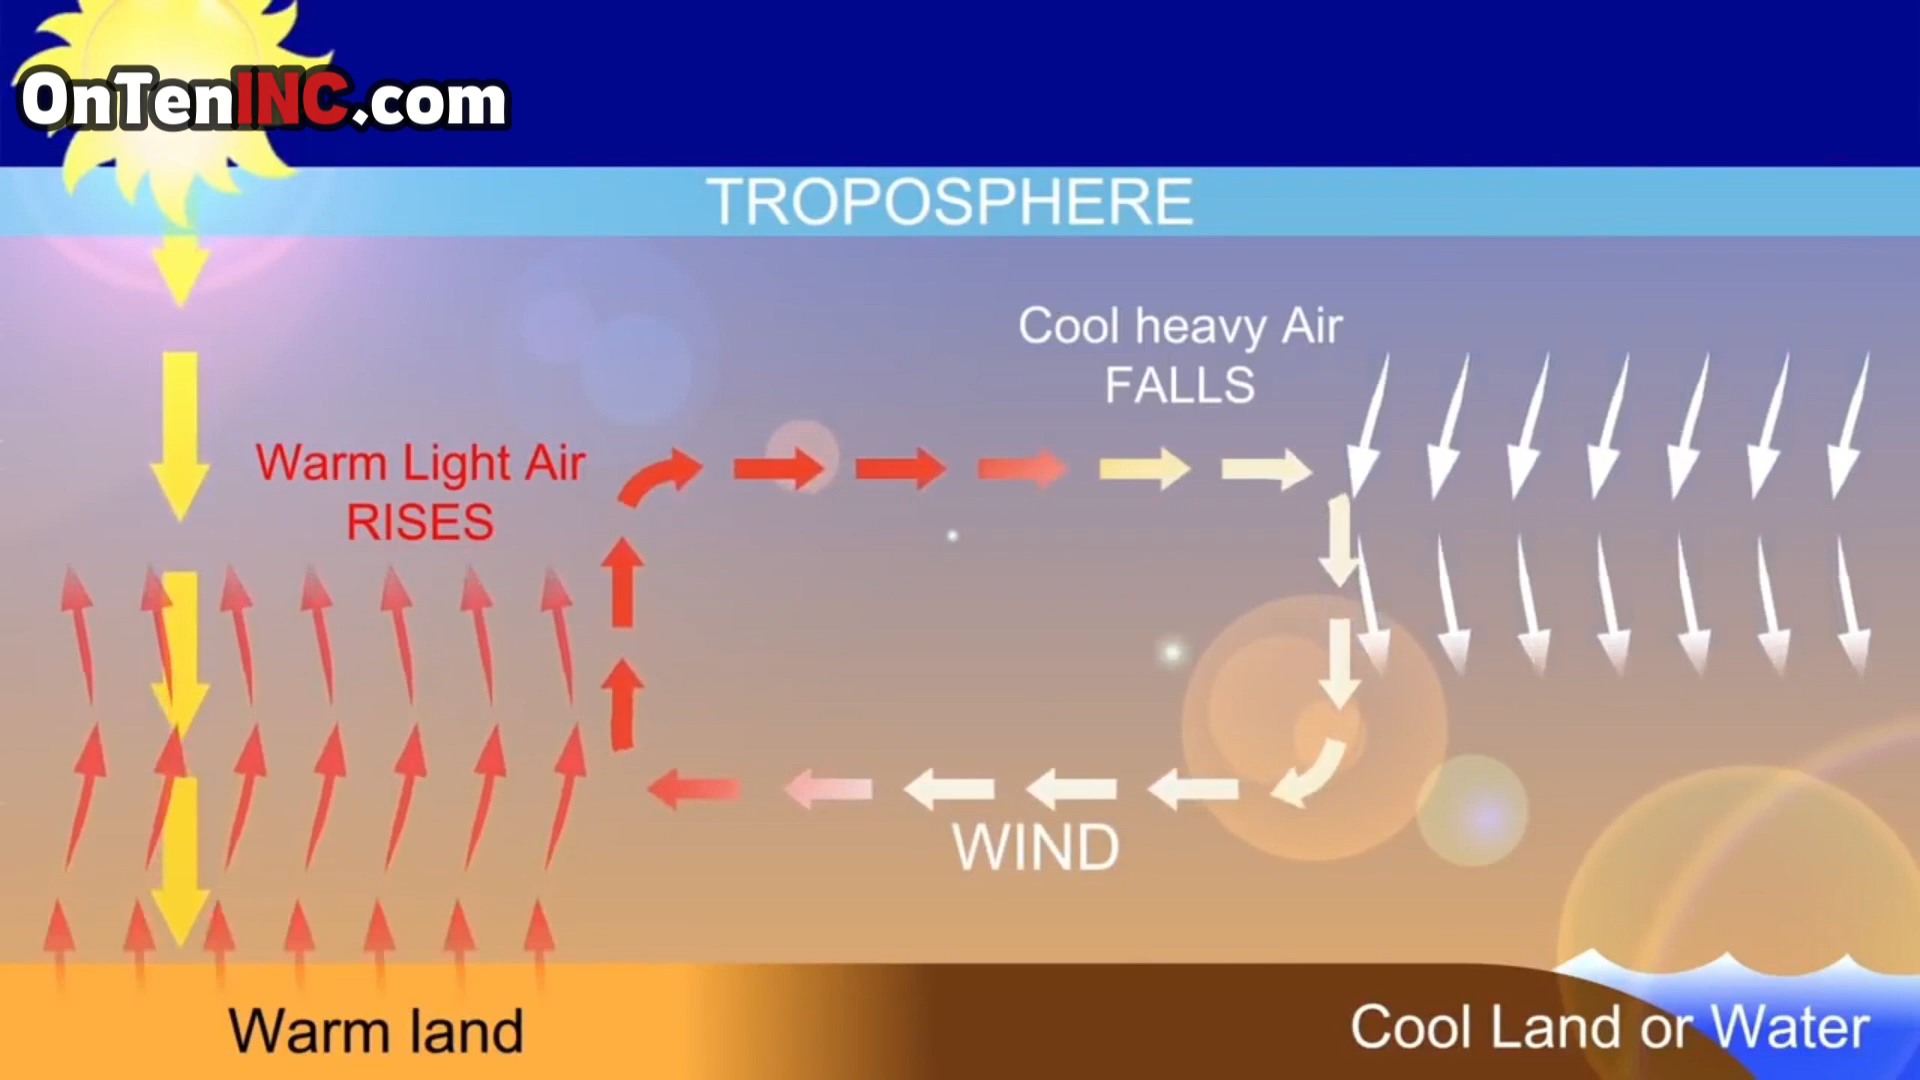 OnTenINC.com
TROPOSPHERE
Cool heavy Air
FALLS
Warm Light Air
RISES
WIND
Warm land
Cool Land or Water